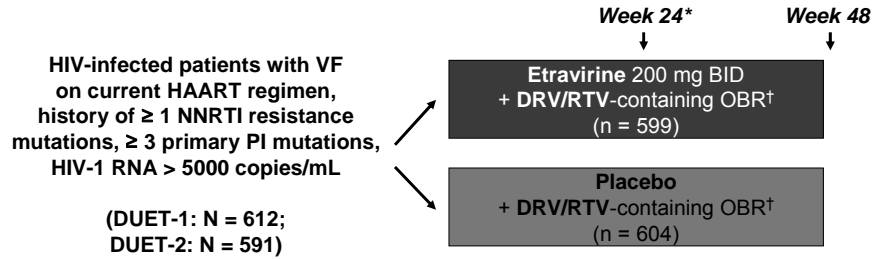 Week 24* Week 48
HIV-infected patients with VF
on current HAART regimen,
history of ≥ 1 NNRTI resistance
mutations, ≥ 3 primary PI mutations,
HIV-1 RNA > 5000 copies/mL
(DUET-1: N = 612;
DUET-2: N = 591)
Etravirine 200 mg BID
+ DRV/RTV-containing OBR†
(n = 599)
Placebo
+ DRV/RTV-containing OBR†
(n = 604)